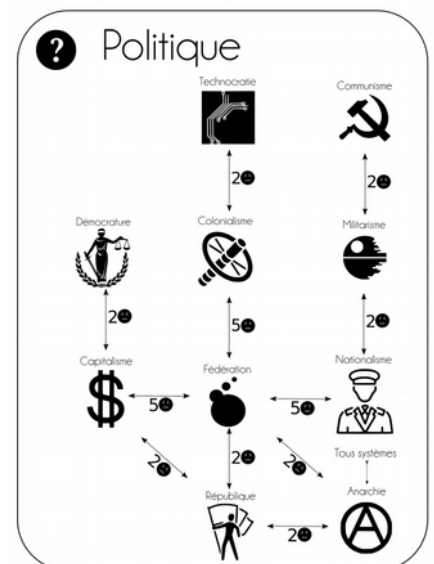 ? Politique
Technocratie
Communisme
2
2
Démocrature
Colonialisme
Militarisme
2
5
2
Capitalisme
Fédération
Nationalisme
$
5
5
2
2
2
Tous systèmes
République
Anarchie
2
A